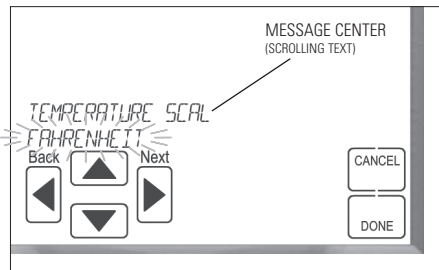 MESSAGE CENTER
(SCROLLING TEXT)
TEMPERATURE SCAL
FAHRENHEIT
Back Next
CANCEL
DONE